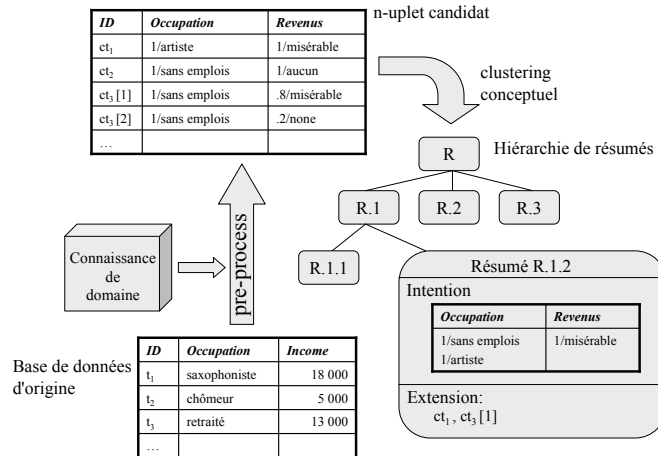 n-uplet candidat
ID Occupation Revenus
ct1 1/artiste 1/misérable
ct2 1/sans emplois 1/aucun
ct3 [1] 1/sans emplois .8/misérable
ct3 [2] 1/sans emplois .2/none
…
clustering
conceptuel
Hiérarchie de résumés
R
R.1 R.2 R.3
R.1.1
pre-process
Connaissance
de
domaine
Résumé R.1.2
Intention
Occupation Revenus
1/sans emplois 1/misérable
1/artiste
Extension:
ct1 , ct3 [1]
Base de données
d'origine
ID Occupation Income
t1 saxophoniste 18 000
t2 chômeur 5 000
t3 retraité 13 000
…